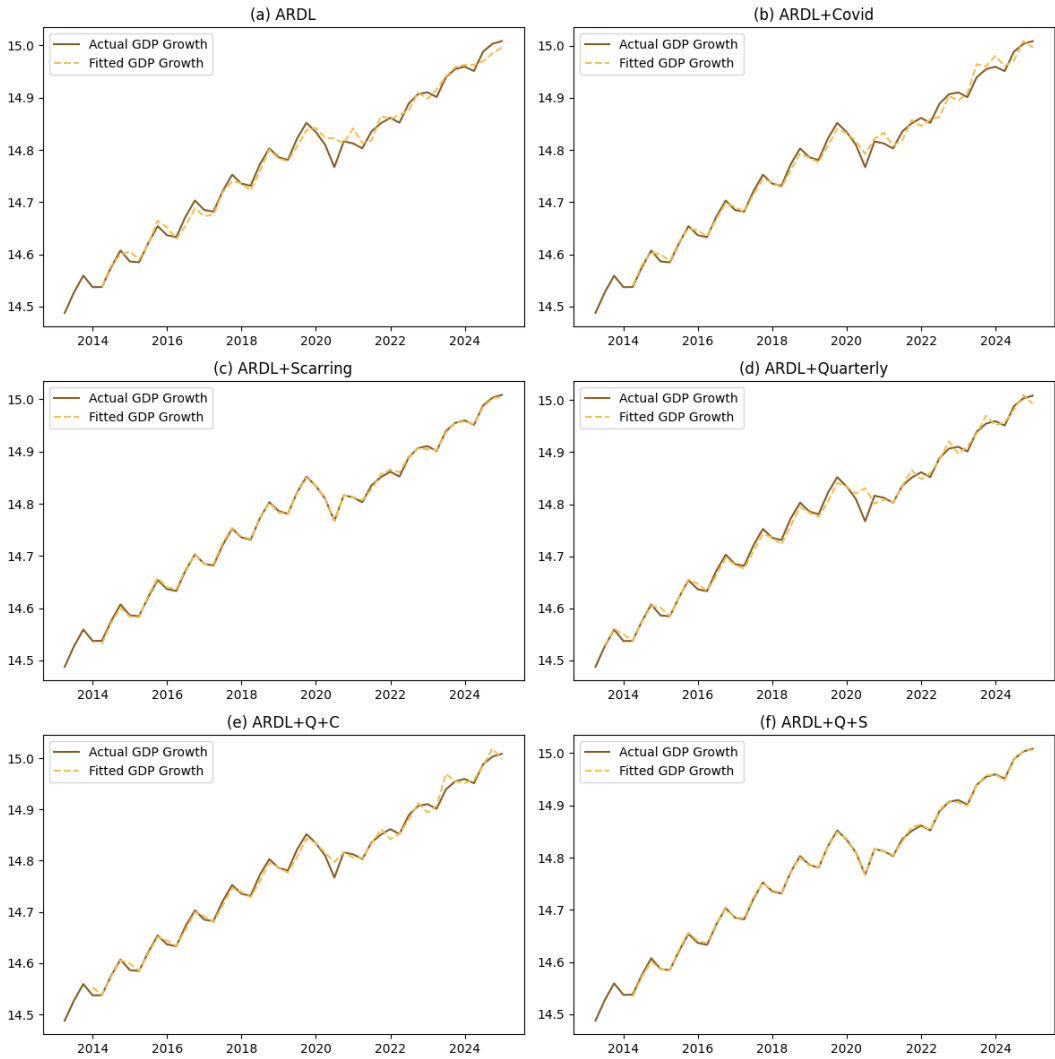 (a) ARDL
Actual GDP Growth
Fitted GDP Growth
15.0
14.9
14.8
14.7
14.6
14.5
2014 2016 2018 2020 2022 2024
(b) ARDL+Covid
Actual GDP Growth
Fitted GDP Growth
15.0
14.9
14.8
14.7
14.6
14.5
2014 2016 2018 2020 2022 2024
(c) ARDL+Scarring
Actual GDP Growth
Fitted GDP Growth
15.0
14.9
14.8
14.7
14.6
14.5
2014 2016 2018 2020 2022 2024
(d) ARDL+Quarterly
Actual GDP Growth
Fitted GDP Growth
15.0
14.9
14.8
14.7
14.6
14.5
2014 2016 2018 2020 2022 2024
(e) ARDL+Q+C
Actual GDP Growth
Fitted GDP Growth
15.0
14.9
14.8
14.7
14.6
14.5
2014 2016 2018 2020 2022 2024
(f) ARDL+Q+S
Actual GDP Growth
Fitted GDP Growth
15.0
14.9
14.8
14.7
14.6
14.5
2014 2016 2018 2020 2022 2024